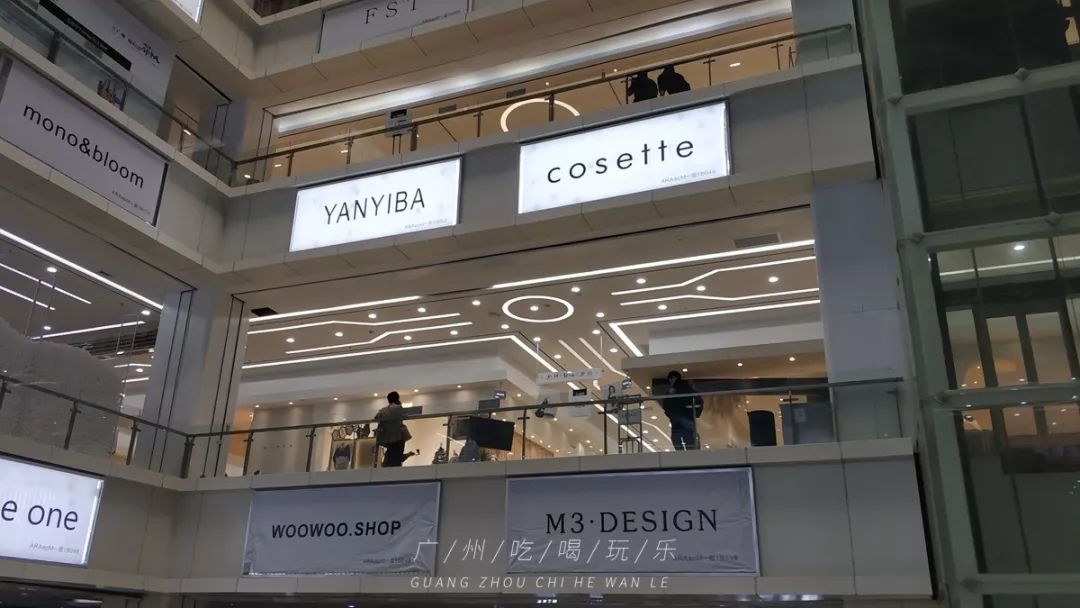 FST
mono&bloom
YANYIBA
cosette
e one
WOOWOO.SHOP
M3·DESIGN
广/州/吃/喝/玩/乐
GUANG ZHOU CHI HE WAN LE